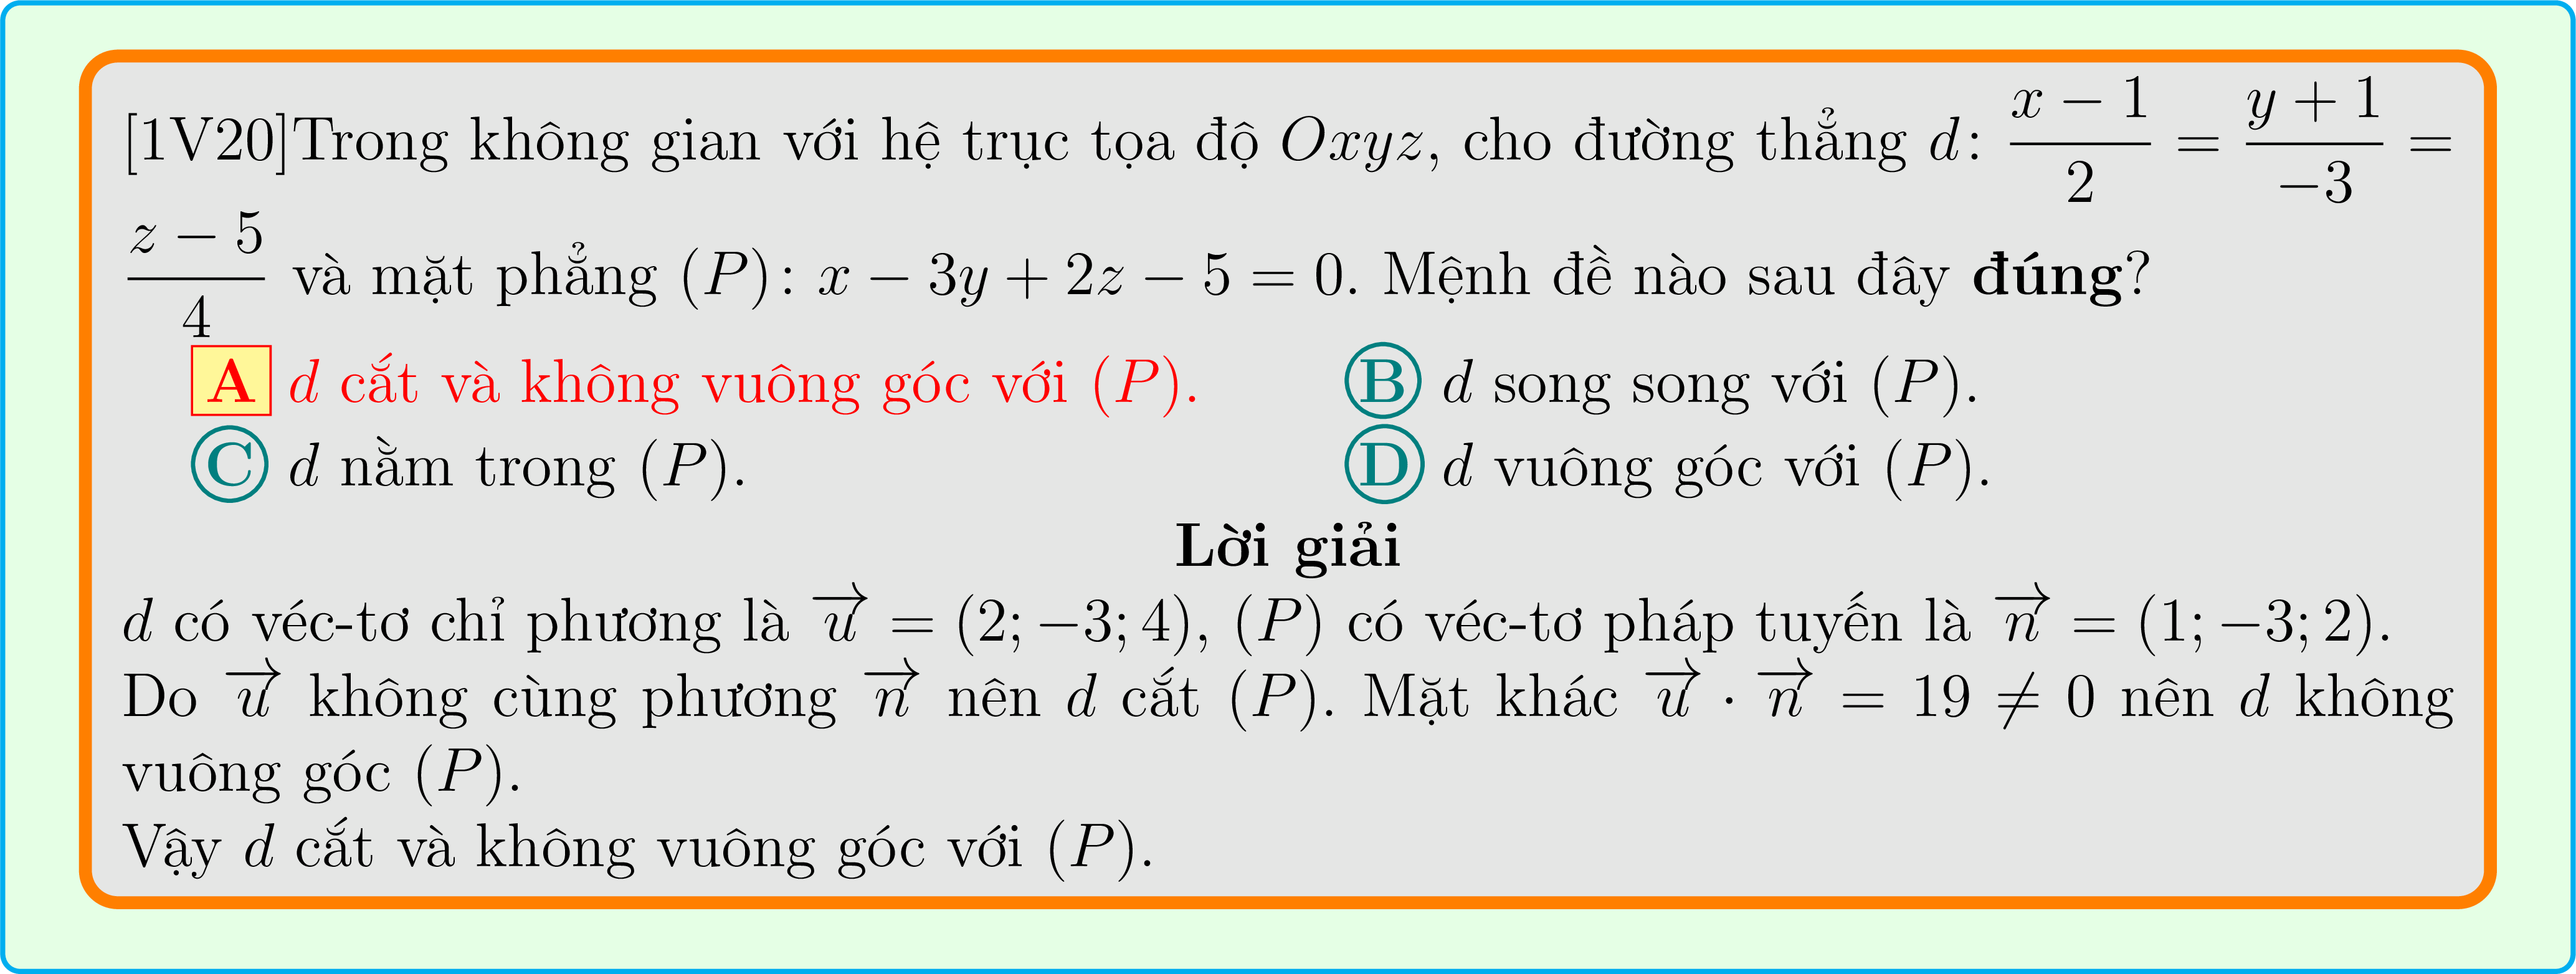 [1V20]Trong không gian với hệ trục tọa độ Oxyz, cho đường thẳng d: \frac{x − 1}{2} = \frac{y + 1}{−3} =
\frac{z − 5}{4} và mặt phẳng (P): x − 3y + 2z − 5 = 0. Mệnh đề nào sau đây đúng?
A d cắt và không vuông góc với (P). B d song song với (P).
C d nằm trong (P). D d vuông góc với (P).
Lời giải
d có véc-tơ chỉ phương là \overrightarrow{u} = (2; −3; 4), (P) có véc-tơ pháp tuyến là \overrightarrow{n} = (1; −3; 2).
Do \overrightarrow{u} không cùng phương \overrightarrow{n} nên d cắt (P). Mặt khác \overrightarrow{u} · \overrightarrow{n} = 19 ≠ 0 nên d không
vuông góc (P).
Vậy d cắt và không vuông góc với (P).